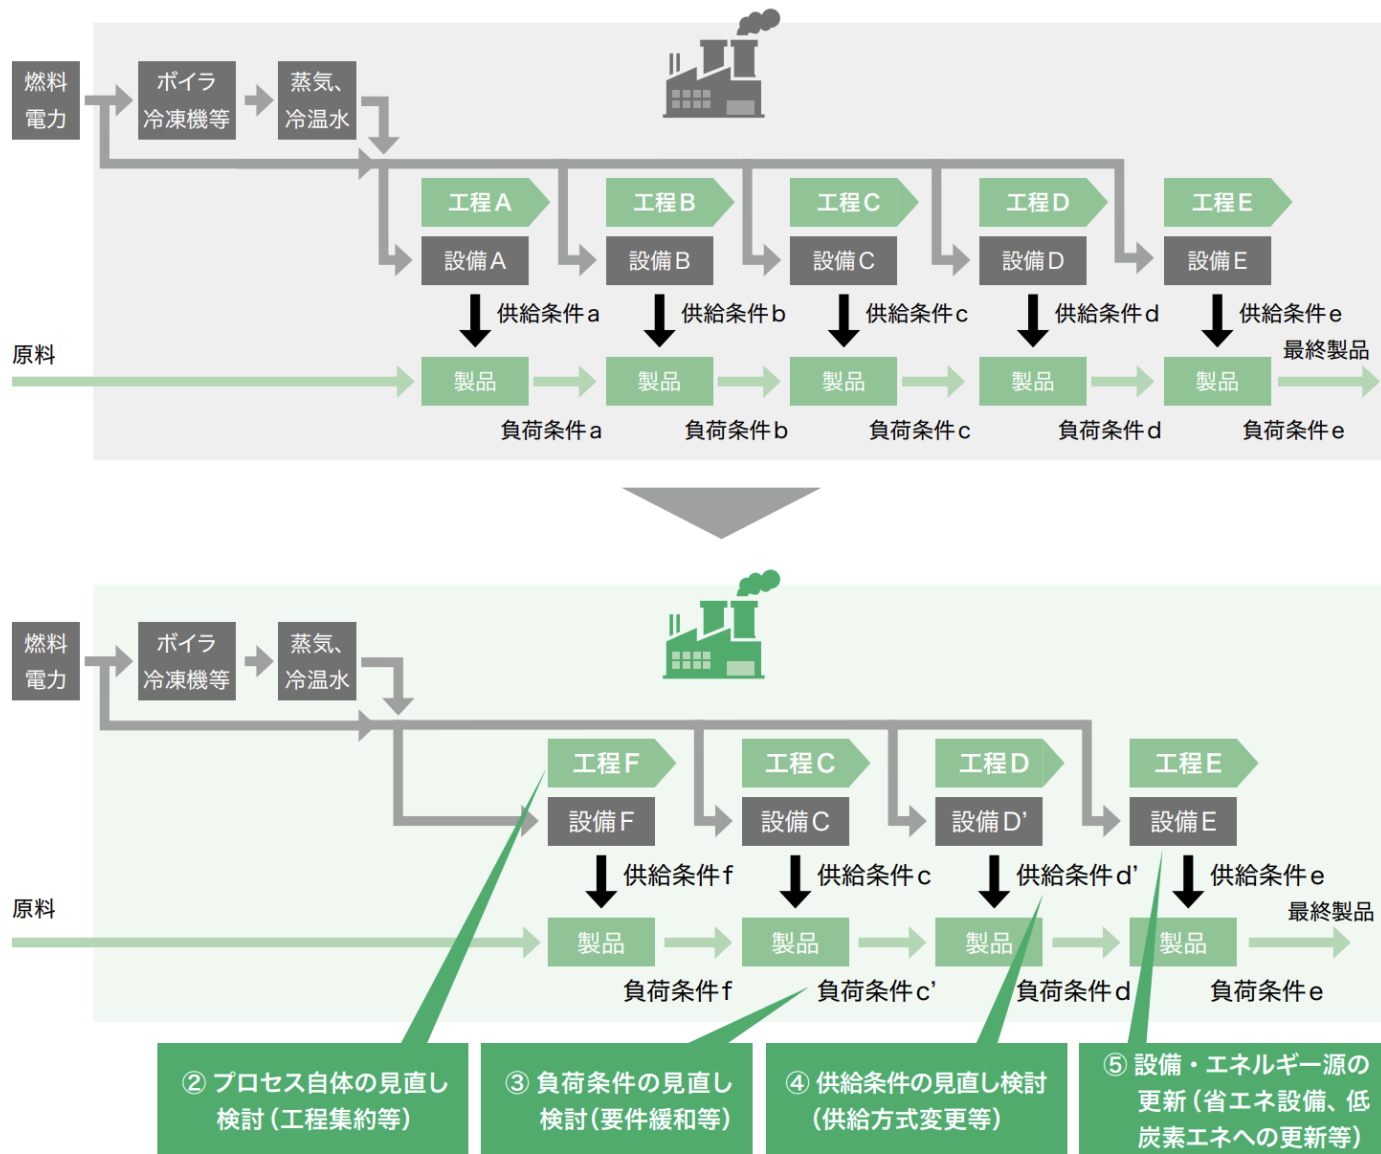 燃料
電力
ボイラ
冷凍機等
蒸気、
冷温水
工程A
工程B
工程C
工程D
工程E
設備A
設備B
設備C
設備D
設備E
供給条件a
供給条件b
供給条件c
供給条件d
供給条件e
原料
最終製品
製品
製品
製品
製品
製品
負荷条件a
負荷条件b
負荷条件c
負荷条件d
負荷条件e
燃料
電力
ボイラ
冷凍機等
蒸気、
冷温水
工程F
工程C
工程D
工程E
設備F
設備C
設備D’
設備E
供給条件f
供給条件c
供給条件d’
供給条件e
原料
最終製品
製品
製品
製品
製品
負荷条件f
負荷条件c’
負荷条件d
負荷条件e
② プロセス自体の見直し
検討(工程集約等)
③ 負荷条件の見直し
検討(要件緩和等)
④ 供給条件の見直し検討
(供給方式変更等)
⑤ 設備・エネルギー源の
更新(省エネ設備、低
炭素エネへの更新等)